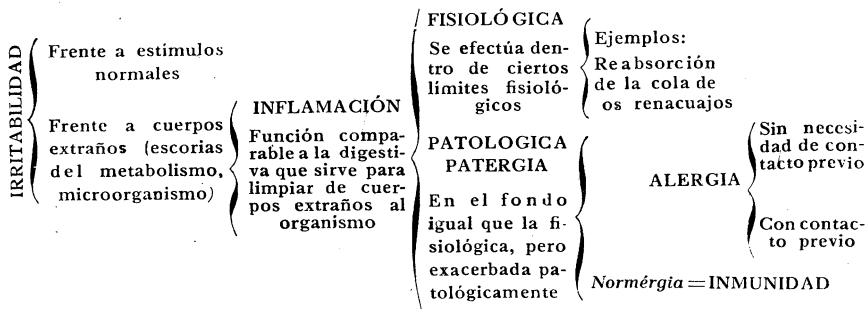 IRRITABILIDAD
Frente a estímulos
normales
Frente a cuerpos
extraños (escorias
del metabolismo,
microorganismo)
INFLAMACIÓN
Función compa-
rable a la digesti-
va que sirve para
limpiar de cuer-
pos extraños al
organismo
FISIOLÓGICA
Se efectúa den-
tro de ciertos
límites fisioló-
gicos
Ejemplos:
Reabsorción
de la cola de
os renacuajos
PATOLOGICA
PATERGIA
En el fondo
igual que la fi-
siológica, pero
exacerbada pa-
tológicamente
ALERGIA
Sin necesi-
dad de con-
tacto previo
Con contac-
to previo
Normérgia = INMUNIDAD